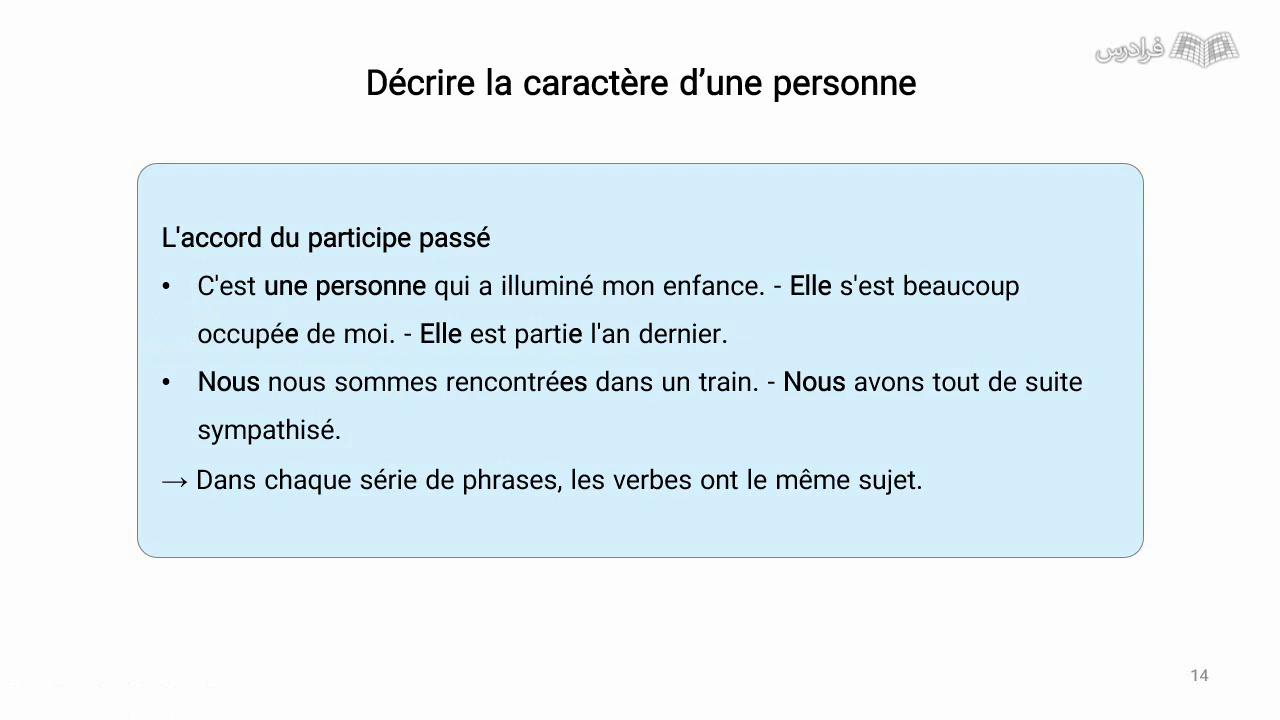 فرادرس
Décrire la caractère d’une personne
L'accord du participe passé
• C'est une personne qui a illuminé mon enfance. - Elle s'est beaucoup
occupée de moi. - Elle est partie l'an dernier.
• Nous nous sommes rencontrées dans un train. - Nous avons tout de suite
sympathisé.
→ Dans chaque série de phrases, les verbes ont le même sujet.
14